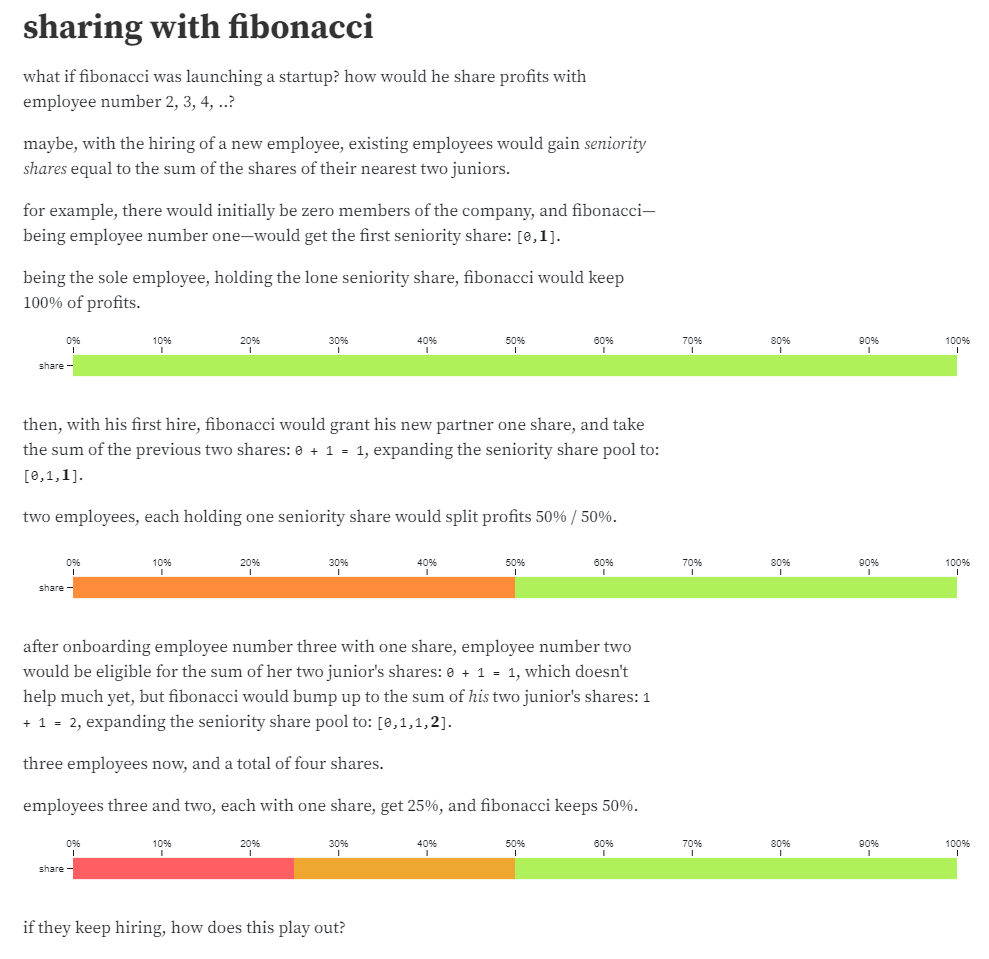 sharing with fibonacci
what if fibonacci was launching a startup? how would he share profits with
employee number 2, 3, 4, ..?
maybe, with the hiring of a new employee, existing employees would gain seniority
shares equal to the sum of the shares of their nearest two juniors.
for example, there would initially be zero members of the company, and fibonacci—
being employee number one—would get the first seniority share: [0,1].
being the sole employee, holding the lone seniority share, fibonacci would keep
100% of profits.
0% 10% 20% 30% 40% 50% 60% 70% 80% 90% 100%
share
then, with his first hire, fibonacci would grant his new partner one share, and take
the sum of the previous two shares: 0 + 1 = 1, expanding the seniority share pool to:
[0,1,1].
two employees, each holding one seniority share would split profits 50% / 50%.
0% 10% 20% 30% 40% 50% 60% 70% 80% 90% 100%
share
after onboarding employee number three with one share, employee number two
would be eligible for the sum of her two junior's shares: 0 + 1 = 1, which doesn't
help much yet, but fibonacci would bump up to the sum of his two junior's shares: 1
+ 1 = 2, expanding the seniority share pool to: [0,1,1,2].
three employees now, and a total of four shares.
employees three and two, each with one share, get 25%, and fibonacci keeps 50%.
0% 10% 20% 30% 40% 50% 60% 70% 80% 90% 100%
share
if they keep hiring, how does this play out?